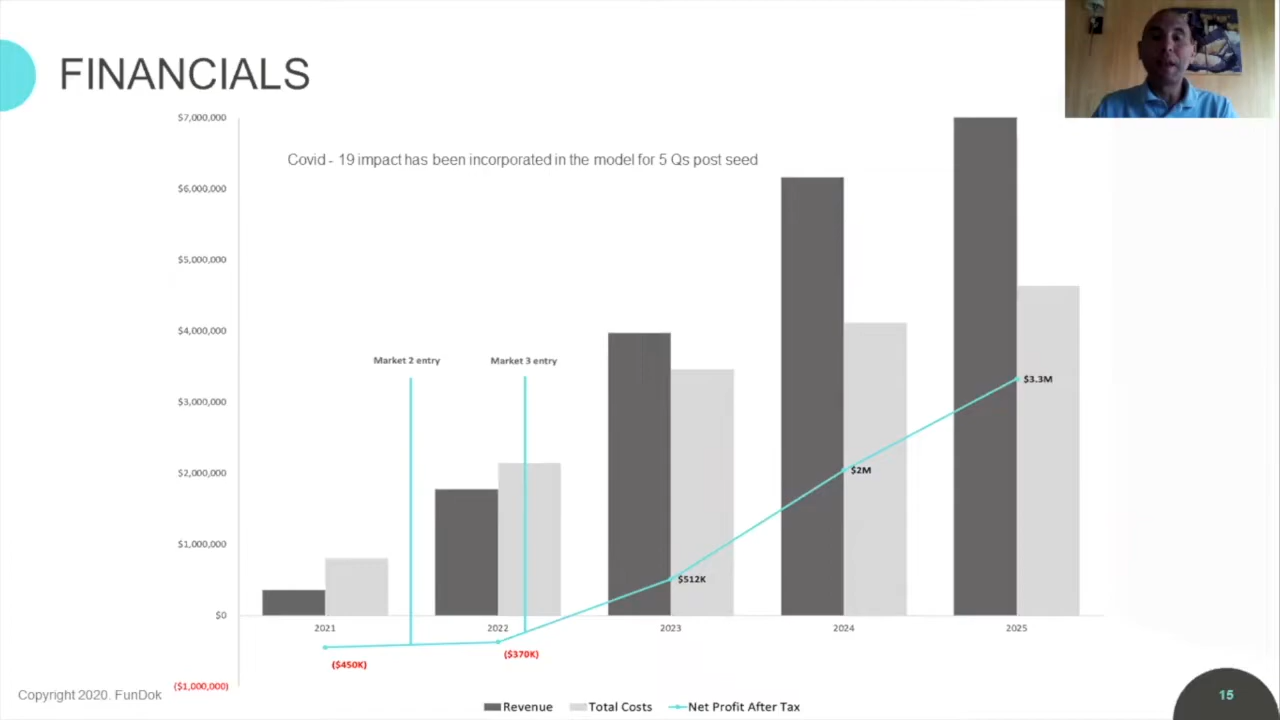 FINANCIALS
$7,000,000
Covid - 19 impact has been incorporated in the model for 5 Qs post seed
$6,000,000
$5,000,000
$4,000,000
Market 2 entry
Market 3 entry
$3,000,000
$3.3M
$2,000,000
$2M
$1,000,000
$512K
$0
2021
2022
2023
2024
2025
($450K)
($370K)
($1,000,000)
Copyright 2020. FunDok
15
Revenue
Total Costs
Net Profit After Tax